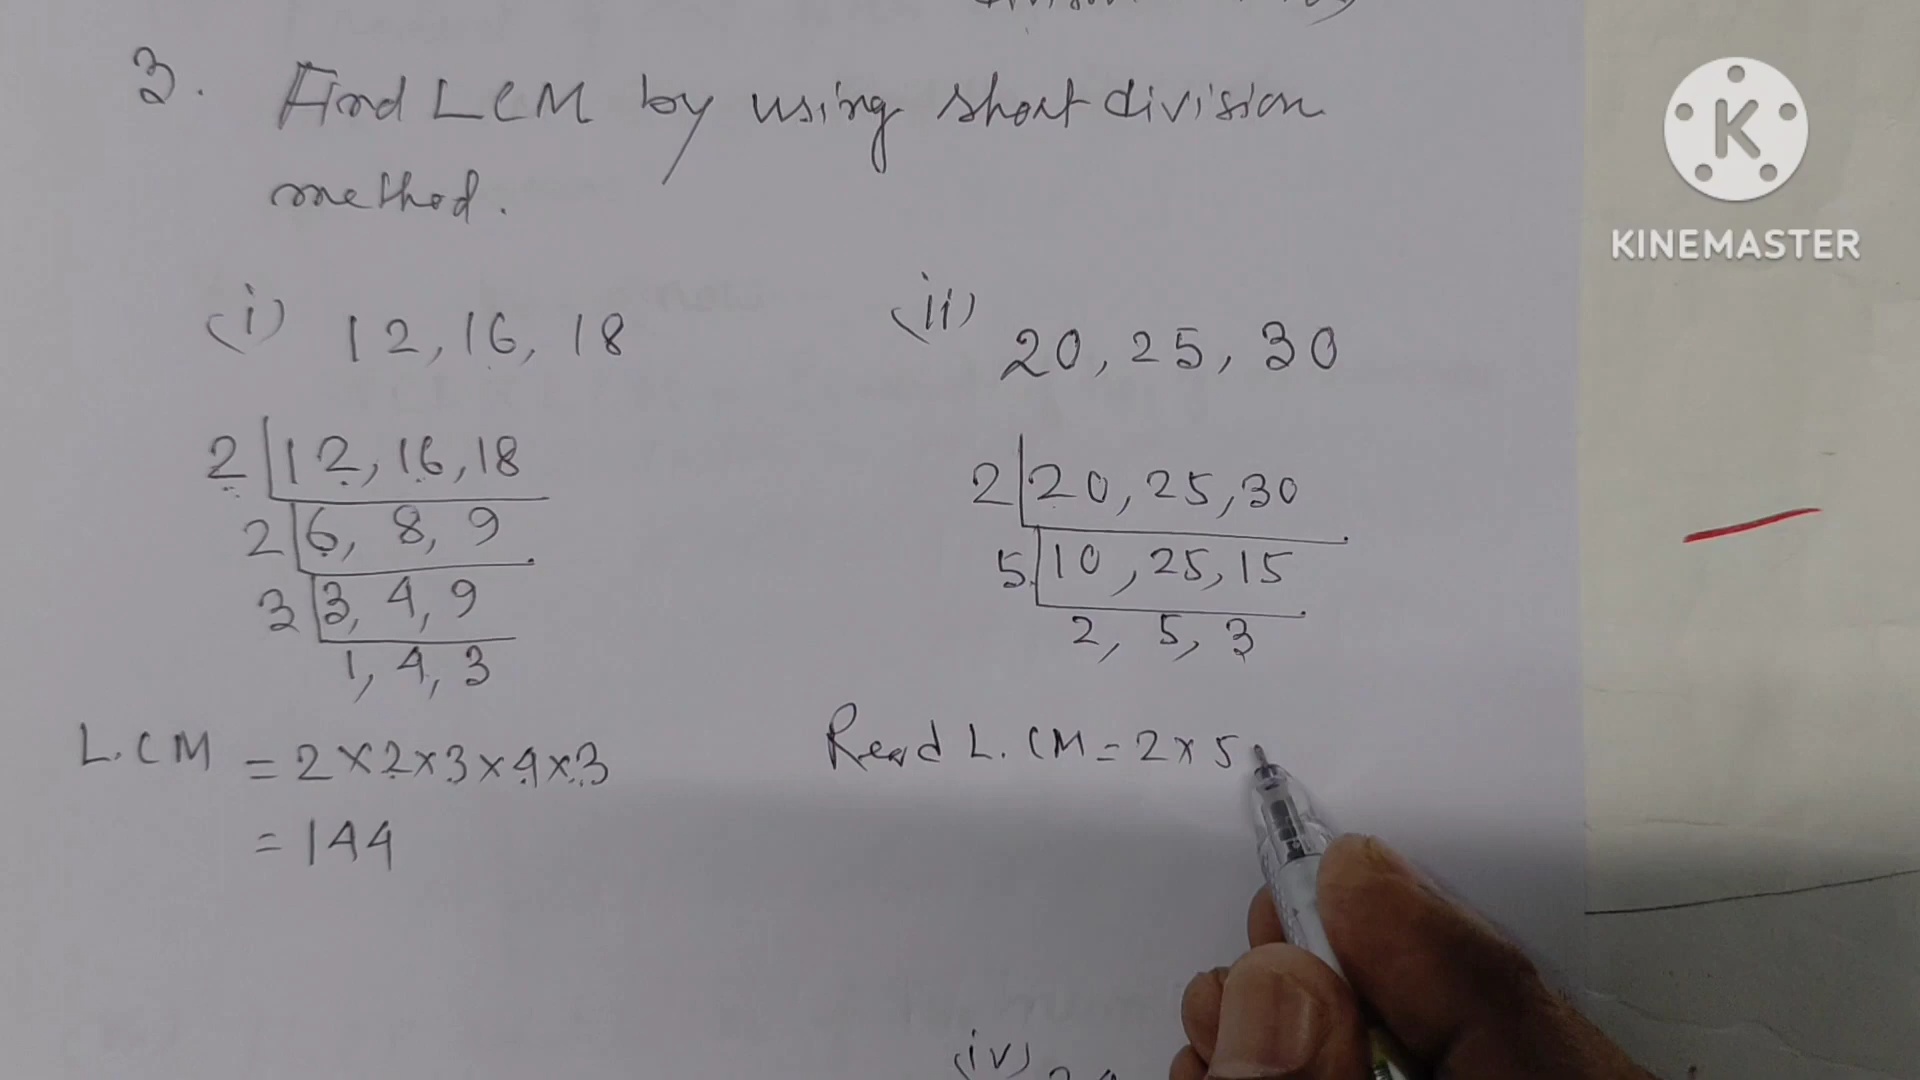 3. Find LCM by using short division
method.
(i) 12, 16, 18
2 12, 16, 18
2 6, 8, 9
3 3, 4, 9
1, 4, 3
L.CM = 2×2×3×4×3
= 144
(ii) 20, 25, 30
2 20, 25, 30
5 10, 25, 15
2, 5, 3
Read L.CM = 2 × 5
(iv)
KINEMASTER